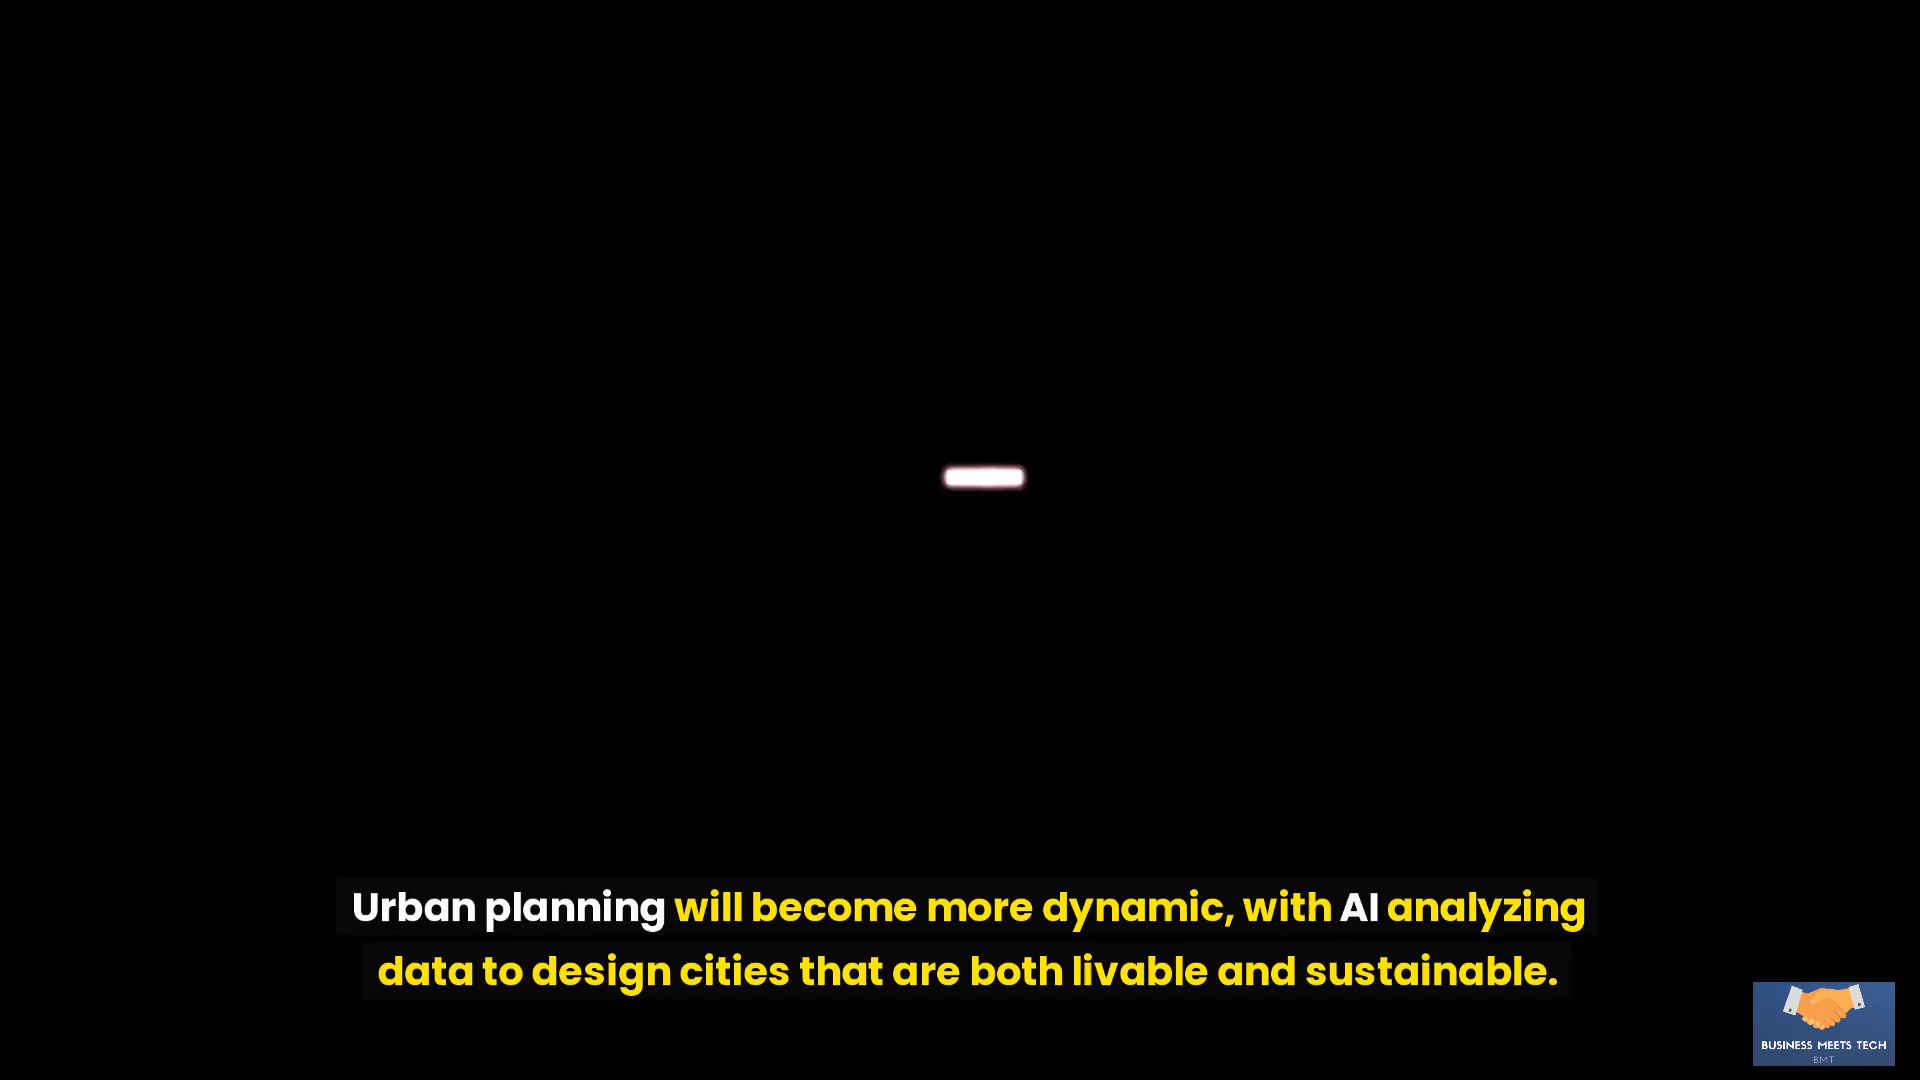 Urban planning will become more dynamic, with AI analyzing
data to design cities that are both livable and sustainable.
BUSINESS MEETS TECH
BMT